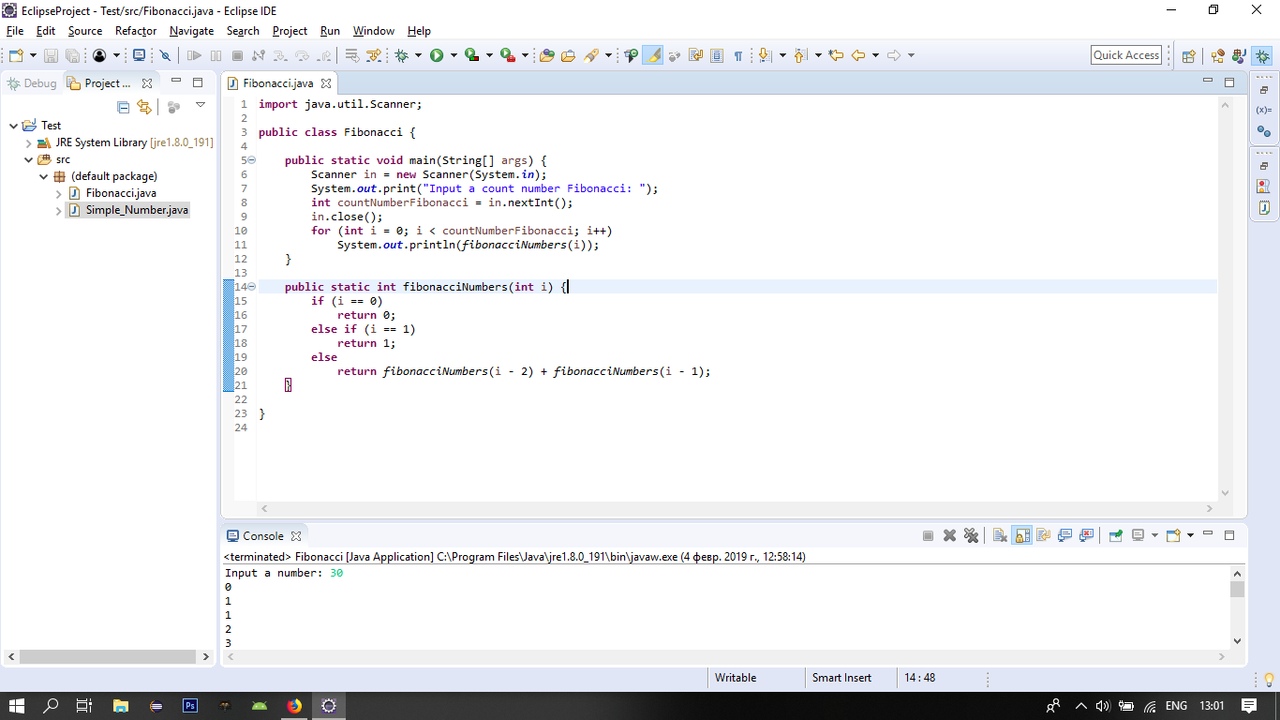 EclipseProject - Test/src/Fibonacci.java - Eclipse IDE
File Edit Source Refactor Navigate Search Project Run Window Help
Quick Access
Debug Project ...
Test
JRE System Library [jre1.8.0_191]
src
(default package)
Fibonacci.java
Simple_Number.java
Fibonacci.java
1 import java.util.Scanner;
2
3 public class Fibonacci {
4
5 public static void main(String[] args) {
6 Scanner in = new Scanner(System.in);
7 System.out.print("Input a count number Fibonacci: ");
8 int countNumberFibonacci = in.nextInt();
9 in.close();
10 for (int i = 0; i < countNumberFibonacci; i++)
11 System.out.println(fibonacciNumbers(i));
12 }
13
14 public static int fibonacciNumbers(int i) {
15 if (i == 0)
16 return 0;
17 else if (i == 1)
18 return 1;
19 else
20 return fibonacciNumbers(i - 2) + fibonacciNumbers(i - 1);
21 }
22
23 }
24
Console
<terminated> Fibonacci [Java Application] C:\Program Files\Java\jre1.8.0_191\bin\javaw.exe (4 февр. 2019 г., 12:58:14)
Input a number: 30
0
1
1
2
3
Writable Smart Insert 14 : 48
Ps ENG 13:01